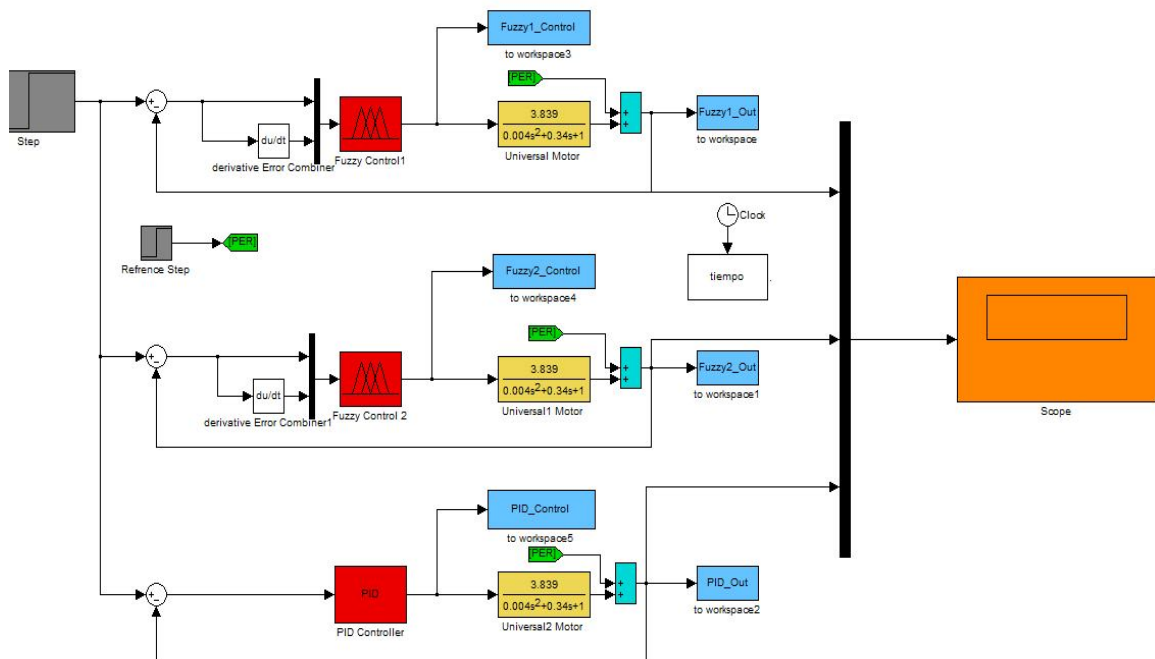 Fuzzy1_Control
to workspace3
[PER]
+
-
+
+
3.839
0.004s²+0.34s+1
Fuzzy1_Out
to workspace
Step
du/dt
derivative Error Combiner
Fuzzy Control1
Universal Motor
Clock
tiempo
.
[PER]
Refrence Step
Fuzzy2_Control
to workspace4
[PER]
+
-
+
+
3.839
0.004s²+0.34s+1
Fuzzy2_Out
to workspace1
du/dt
derivative Error Combiner1
Fuzzy Control 2
Universal1 Motor
Scope
PID_Control
to workspace5
[PER]
+
-
PID
+
+
3.839
0.004s²+0.34s+1
PID_Out
to workspace2
PID Controller
Universal2 Motor